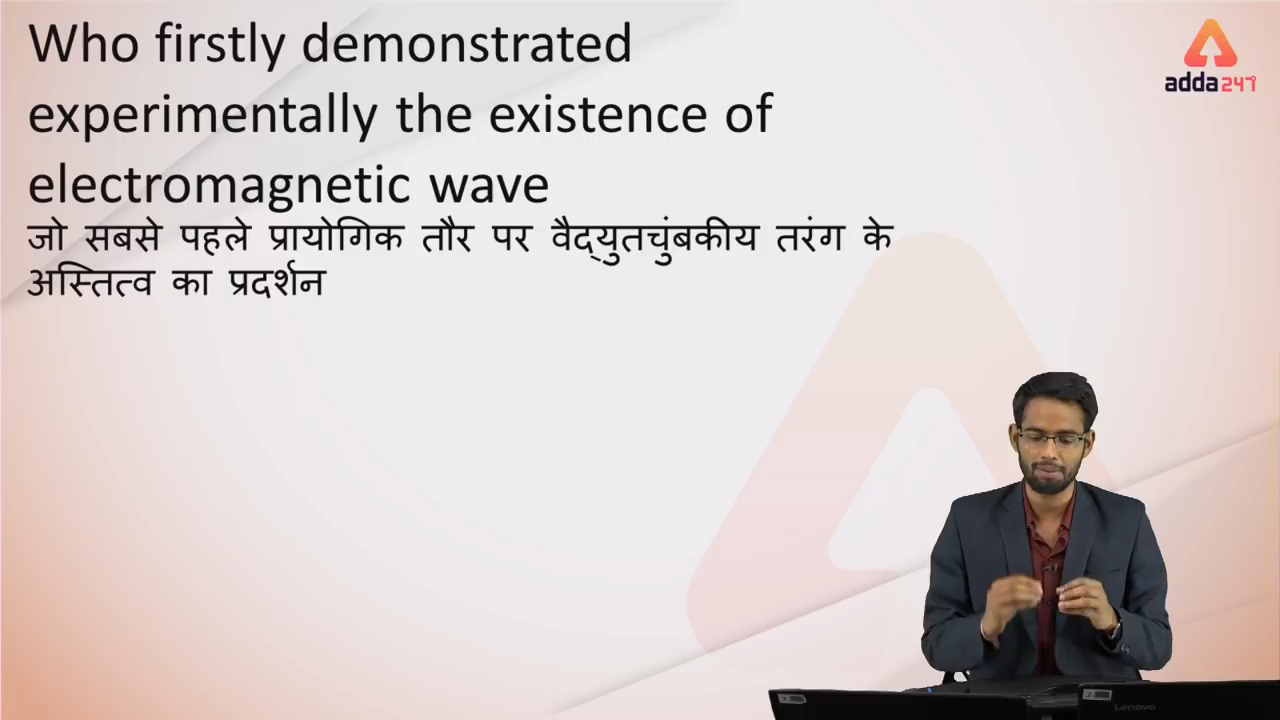 Who firstly demonstrated
experimentally the existence of
electromagnetic wave
जो सबसे पहले प्रायोगिक तौर पर वैद्युतचुंबकीय तरंग के
अस्तित्व का प्रदर्शन
adda247
Lenovo